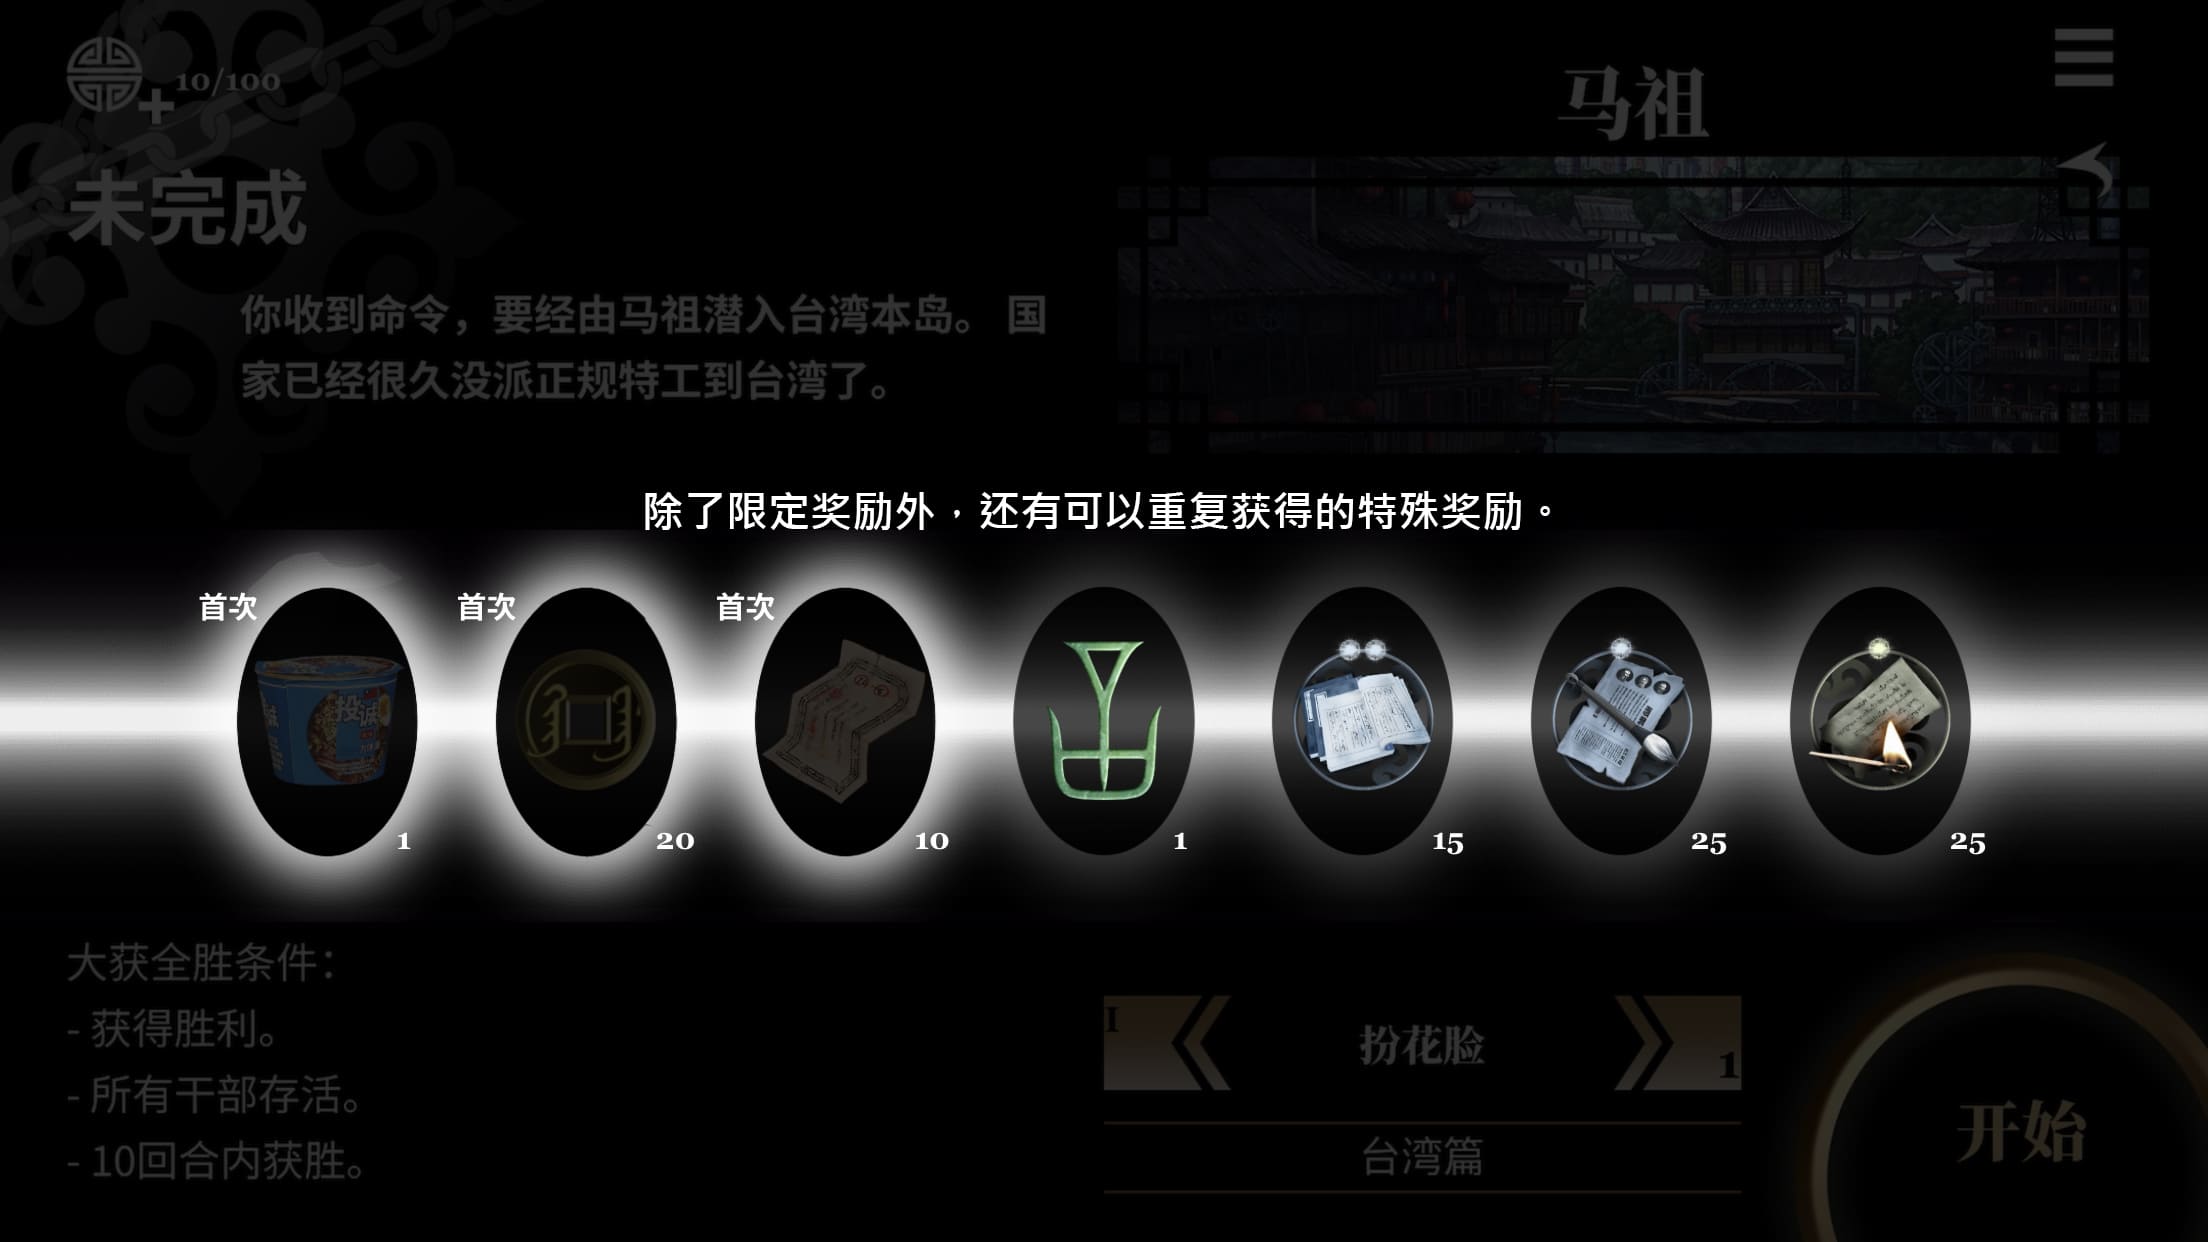 10/100
马祖
未完成
你收到命令，要经由马祖潜入台湾本岛。 国
家已经很久没派正规特工到台湾了。
除了限定奖励外，还有可以重复获得的特殊奖励。
首次
首次
首次
投诚
1
20
10
1
15
25
25
大获全胜条件：
- 获得胜利。
- 所有干部存活。
- 10回合内获胜。
I
扮花脸
1
台湾篇
开始